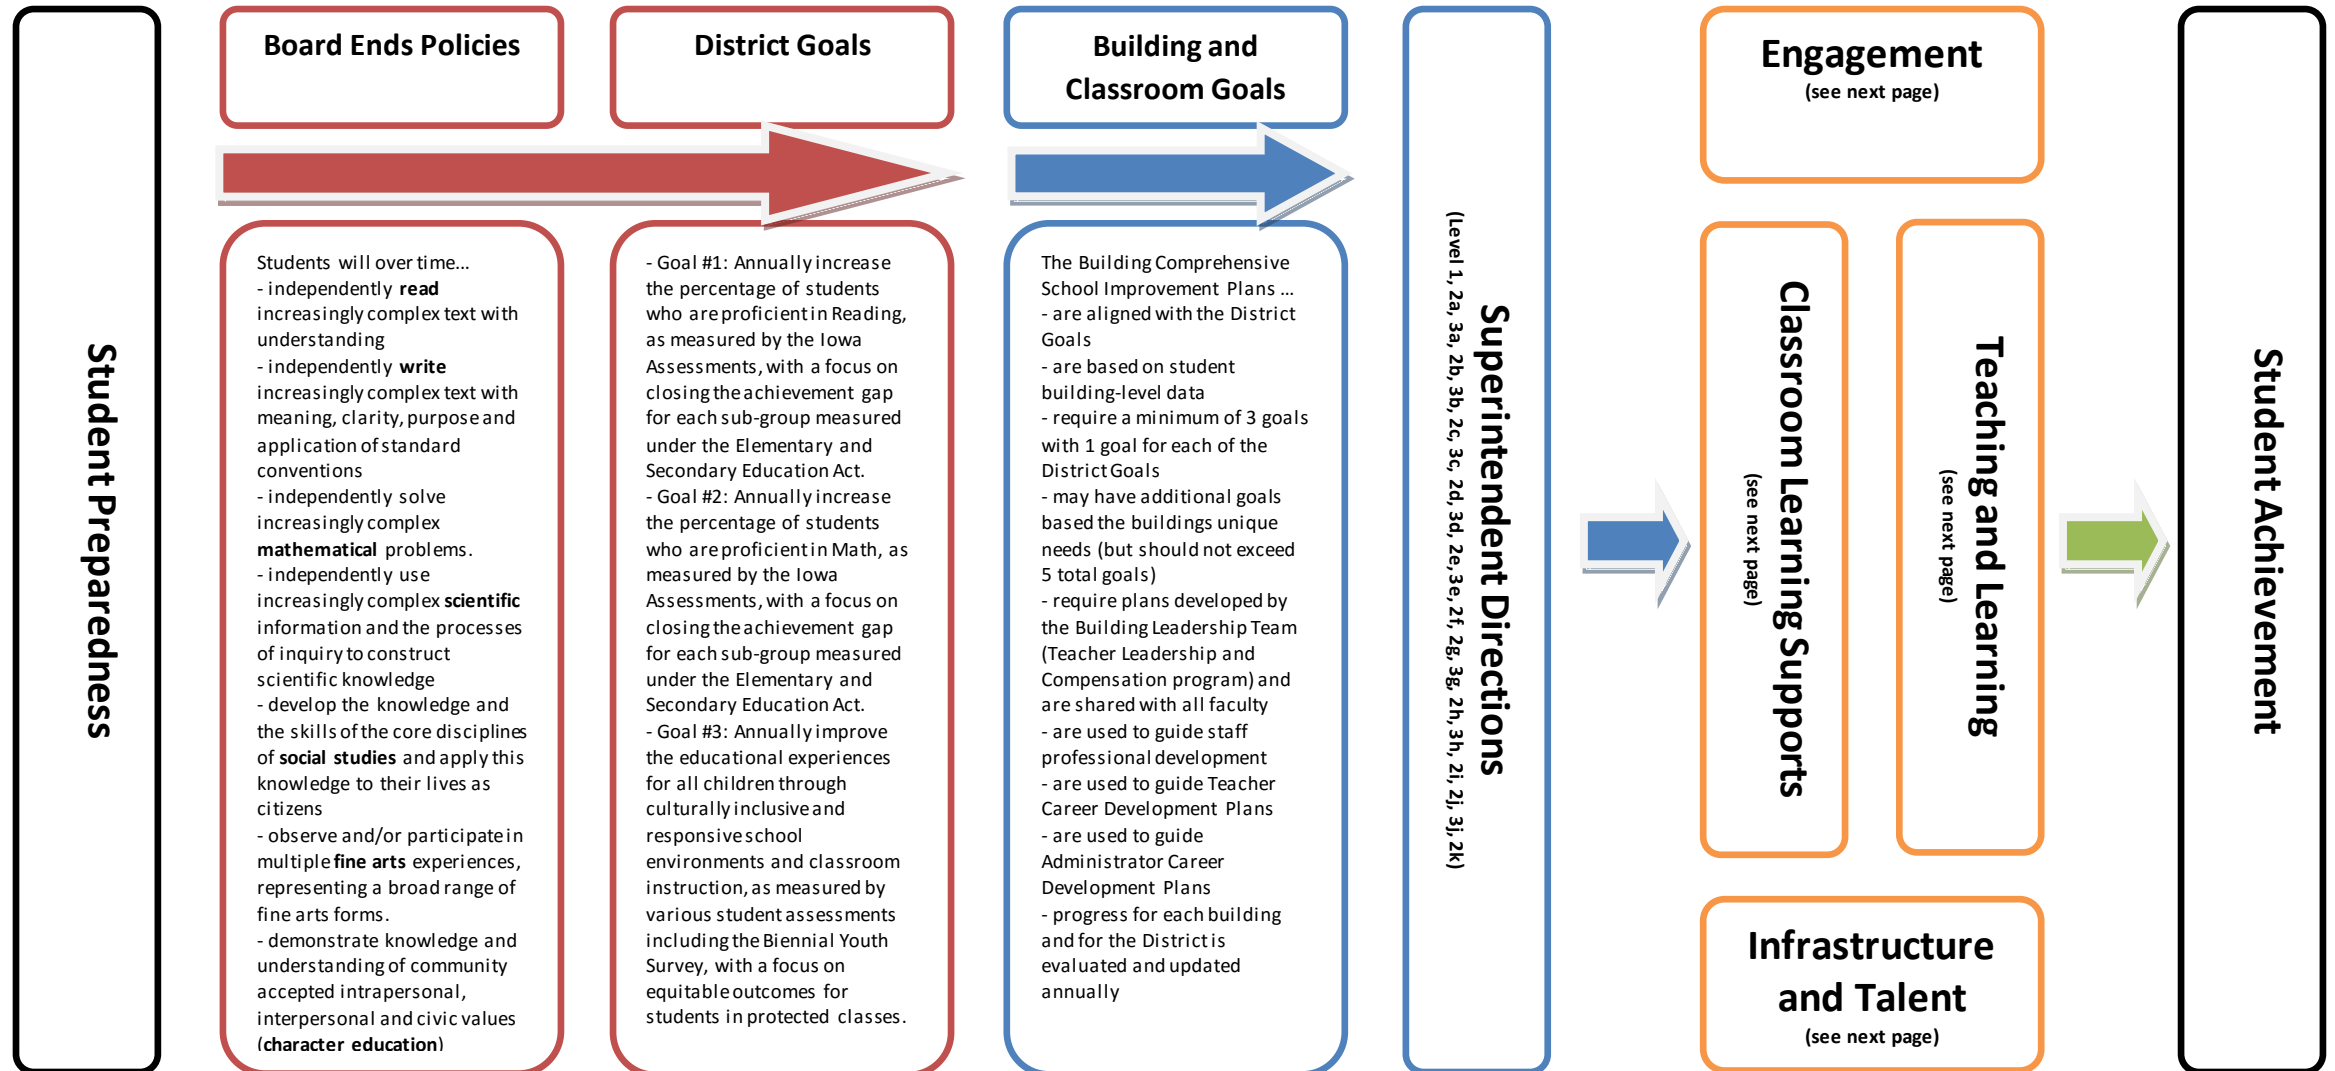 Student Preparedness
Board Ends Policies
Students will over time...
- independently read
increasingly complex text with
understanding
- independently write
increasingly complex text with
meaning, clarity, purpose and
application of standard
conventions
- independently solve
increasingly complex
mathematical problems.
- independently use
increasingly complex scientific
information and the processes
of inquiry to construct
scientific knowledge
- develop the knowledge and
the skills of the core disciplines
of social studies and apply this
knowledge to their lives as
citizens
- observe and/or participate in
multiple fine arts experiences,
representing a broad range of
fine arts forms.
- demonstrate knowledge and
understanding of community
accepted intrapersonal,
interpersonal and civic values
(character education)
District Goals
- Goal #1: Annually increase
the percentage of students
who are proficient in Reading,
as measured by the Iowa
Assessments, with a focus on
closing the achievement gap
for each sub-group measured
under the Elementary and
Secondary Education Act.
- Goal #2: Annually increase
the percentage of students
who are proficient in Math, as
measured by the Iowa
Assessments, with a focus on
closing the achievement gap
for each sub-group measured
under the Elementary and
Secondary Education Act.
- Goal #3: Annually improve
the educational experiences
for all children through
culturally inclusive and
responsive school
environments and classroom
instruction, as measured by
various student assessments
including the Biennial Youth
Survey, with a focus on
equitable outcomes for
students in protected classes.
Building and
Classroom Goals
The Building Comprehensive
School Improvement Plans ...
- are aligned with the District
Goals
- are based on student
building-level data
- require a minimum of 3 goals
with 1 goal for each of the
District Goals
- may have additional goals
based the buildings unique
needs (but should not exceed
5 total goals)
- require plans developed by
the Building Leadership Team
(Teacher Leadership and
Compensation program) and
are shared with all faculty
- are used to guide staff
professional development
- are used to guide Teacher
Career Development Plans
- are used to guide
Administrator Career
Development Plans
- progress for each building
and for the District is
evaluated and updated
annually
Superintendent Directions
(Level 1, 2a, 3a, 2b, 3b, 2c, 3c, 2d, 3d, 2e, 3e, 2f, 2g, 3g, 2h, 3h, 2i, 2j, 3j, 2k)
Engagement
(see next page)
Classroom Learning Supports
(see next page)
Teaching and Learning
(see next page)
Infrastructure
and Talent
(see next page)
Student Achievement